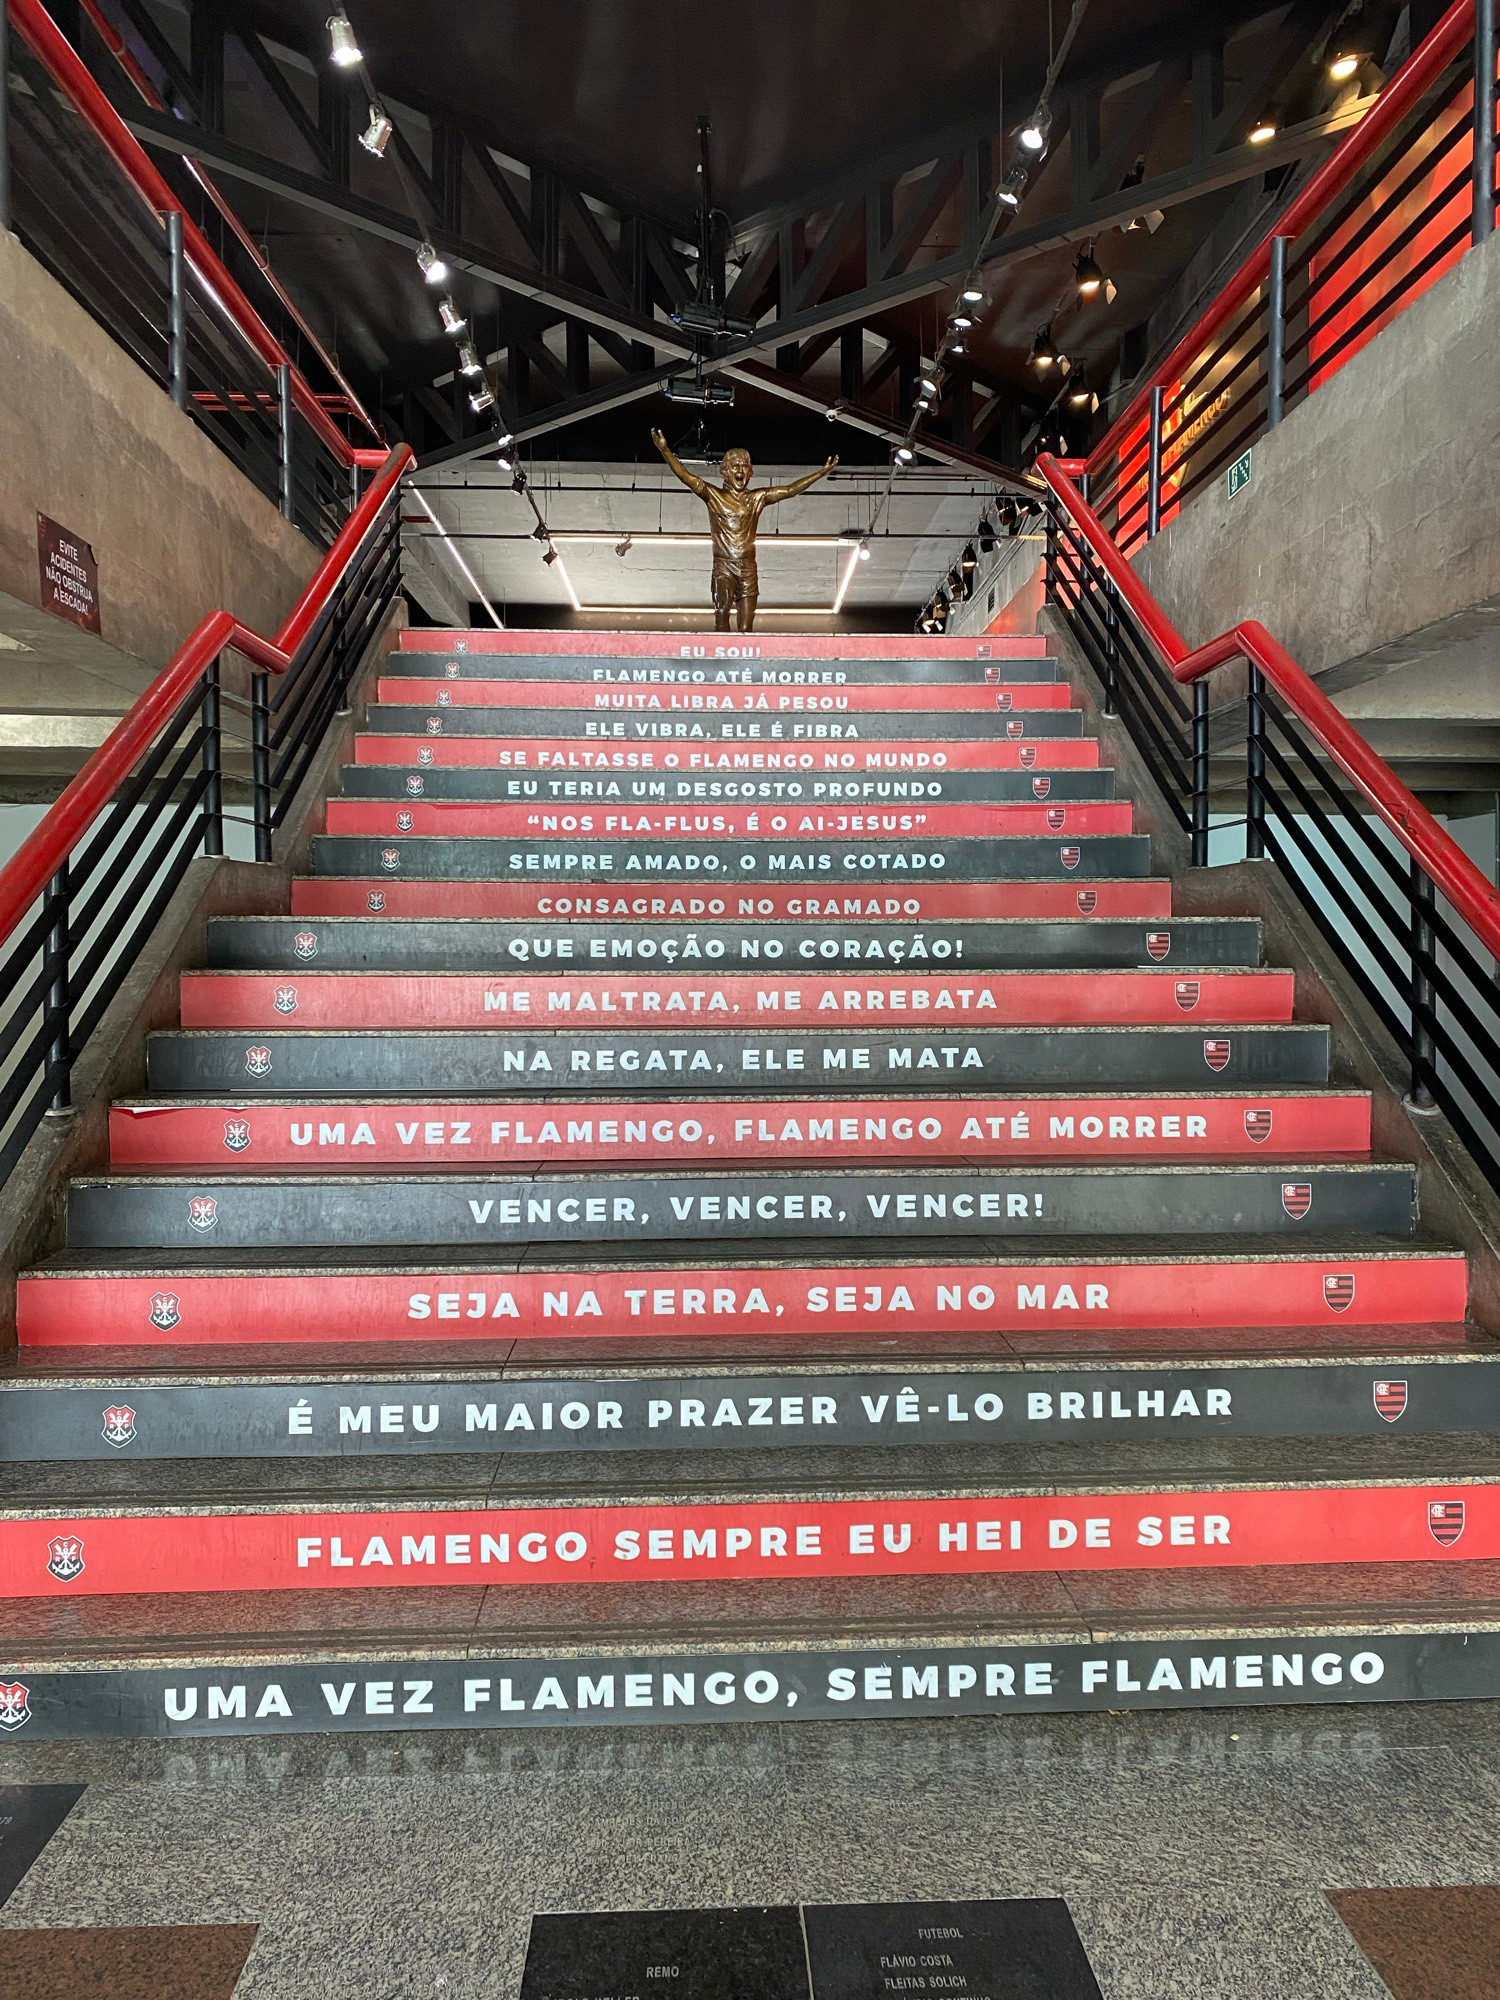 EVITE
ACIDENTES
NÃO OBSTRUA
A ESCADA!
EU SOU!
FLAMENGO ATÉ MORRER
MUITA LIBRA JÁ PESOU
ELE VIBRA, ELE É FIBRA
SE FALTASSE O FLAMENGO NO MUNDO
EU TERIA UM DESGOSTO PROFUNDO
“NOS FLA-FLUS, É O AI-JESUS”
SEMPRE AMADO, O MAIS COTADO
CONSAGRADO NO GRAMADO
QUE EMOÇÃO NO CORAÇÃO!
ME MALTRATA, ME ARREBATA
NA REGATA, ELE ME MATA
UMA VEZ FLAMENGO, FLAMENGO ATÉ MORRER
VENCER, VENCER, VENCER!
SEJA NA TERRA, SEJA NO MAR
É MEU MAIOR PRAZER VÊ-LO BRILHAR
FLAMENGO SEMPRE EU HEI DE SER
UMA VEZ FLAMENGO, SEMPRE FLAMENGO
REMO
FUTEBOL
FLÁVIO COSTA
FLEITAS SOLICH